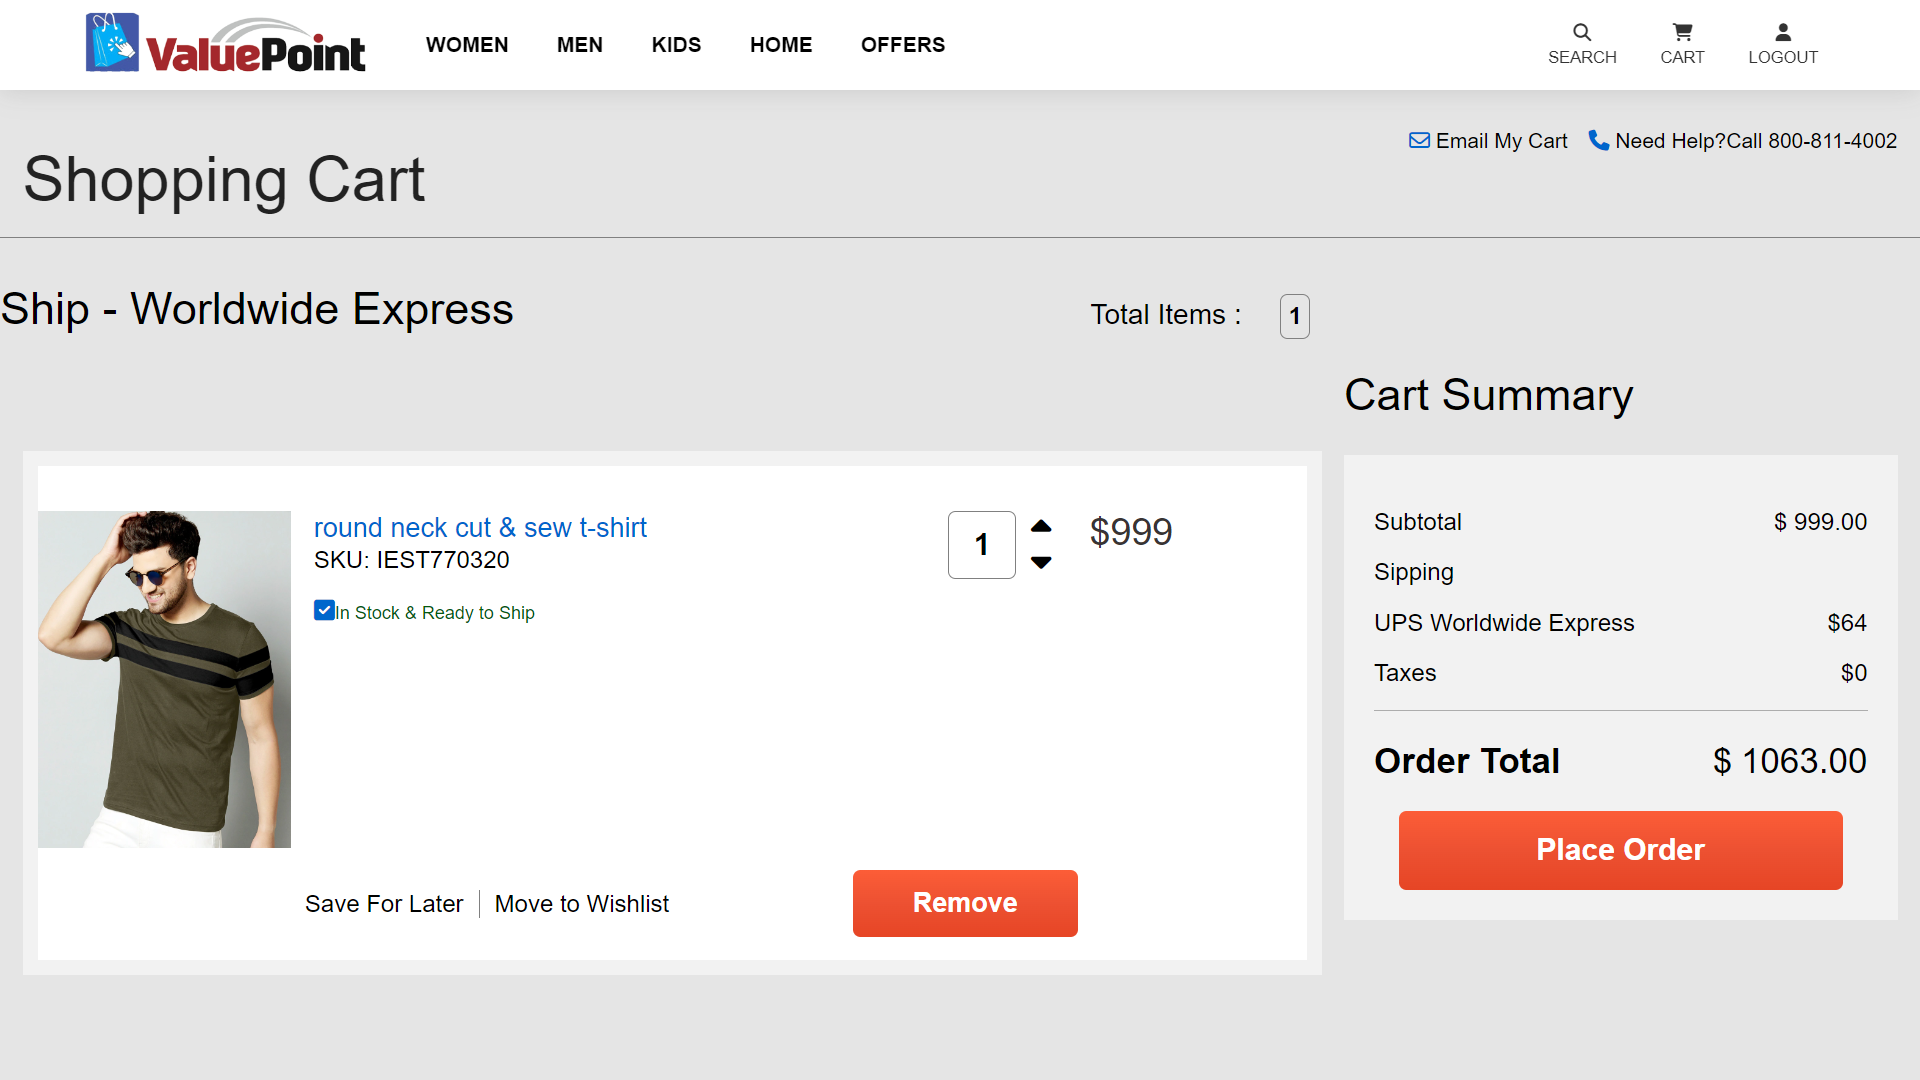 ValuePoint
WOMEN MEN KIDS HOME OFFERS
SEARCH CART LOGOUT
Email My Cart Need Help?Call 800-811-4002
Shopping Cart
Ship - Worldwide Express
Total Items : 1
Cart Summary
round neck cut & sew t-shirt
SKU: IEST770320
In Stock & Ready to Ship
1 $999
Save For Later Move to Wishlist
Remove
Subtotal $ 999.00
Sipping
UPS Worldwide Express $64
Taxes $0
Order Total $ 1063.00
Place Order